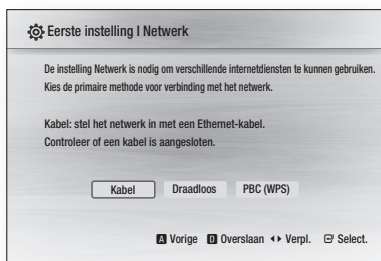 Eerste instelling I Netwerk
De instelling Netwerk is nodig om verschillende internetdiensten te kunnen gebruiken.
Kies de primaire methode voor verbinding met het netwerk.
Kabel: stel het netwerk in met een Ethernet-kabel.
Controleer of een kabel is aangesloten.
Kabel Draadloos PBC (WPS)
A Vorige D Overslaan Verpl. Select.